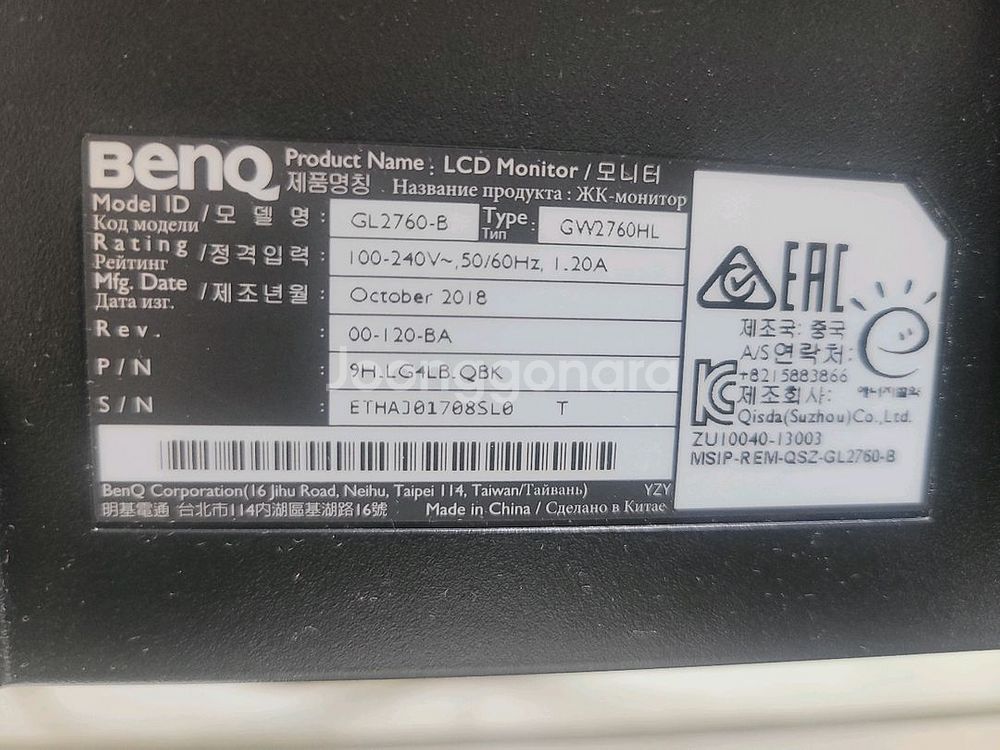 BenQ
Product Name : LCD Monitor / 모니터
제품명칭 Название продукта : ЖК-монитор
Model ID / 모델명 : GL2760-B Type : GW2760HL
Код модели Тип
Rating / 정격입력 : 100-240V~,50/60Hz, 1.20A
Рейтинг
Mfg. Date / 제조년월 : October 2018
Дата изг.
Rev. : 00-120-BA
P/N : 9H.LG4LB.QBK
S/N : ETHAJ01708SL0 T
BenQ Corporation(16 Jihu Road, Neihu, Taipei 114, Taiwan/Тайвань) YZY
明基電通 台北市114內湖區基湖路16號 Made in China / Сделано в Китае
EAC
제조국: 중국
A/S연락처:
+8215883866
제조회사:
Qisda(Suzhou)Co.,Ltd.
ZU10040-13003
MSIP-REM-QSZ-GL2760-B
에너지절약
Joonggonara